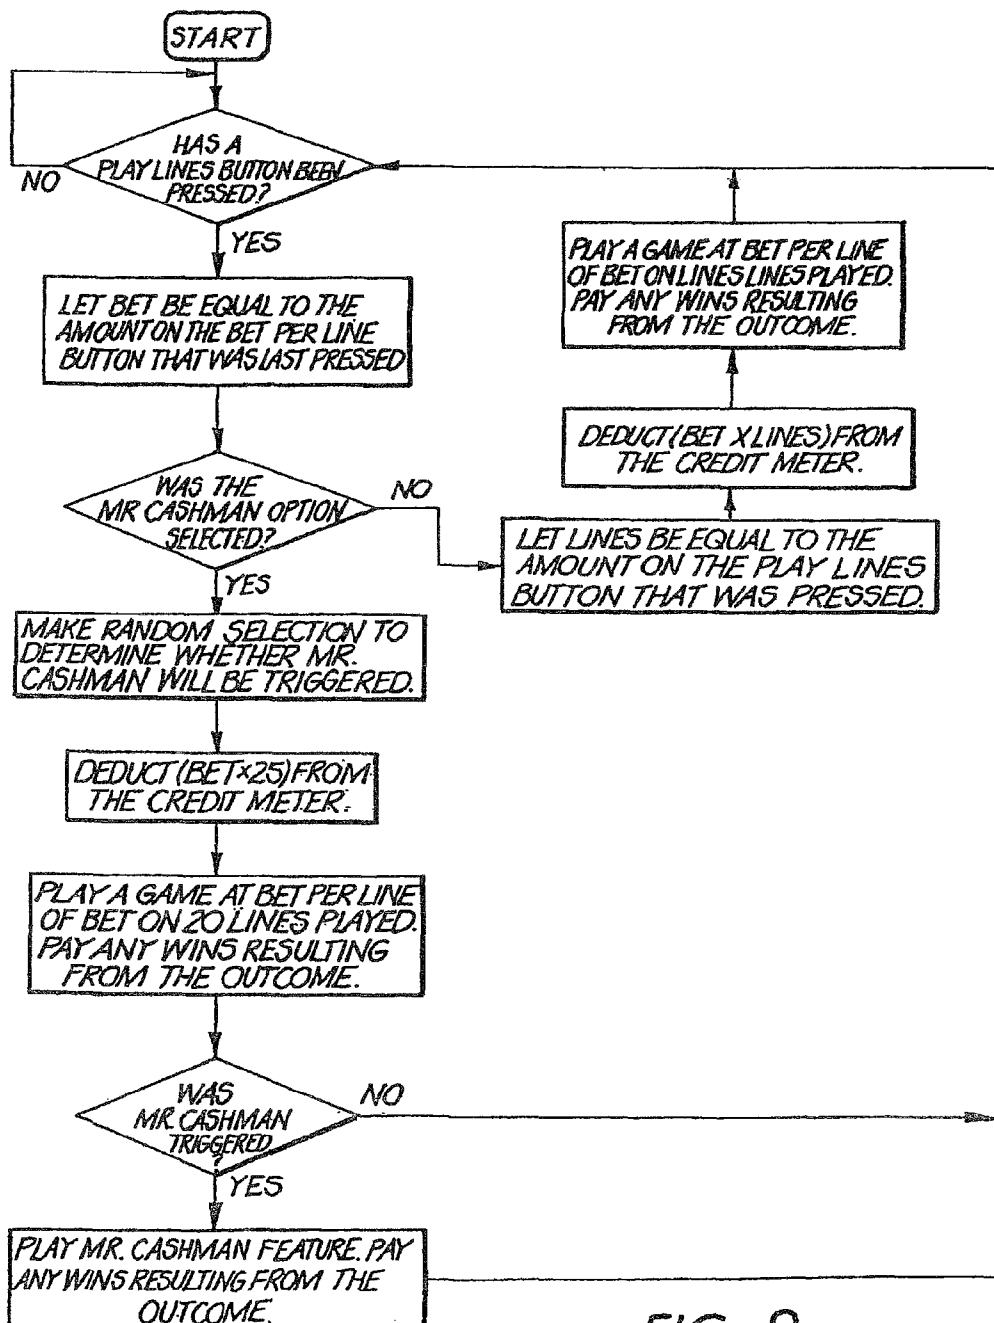 START
HAS A
PLAY LINES BUTTON BEEN
PRESSED?
NO
YES
LET BET BE EQUAL TO THE
AMOUNT ON THE BET PER LINE
BUTTON THAT WAS LAST PRESSED
WAS THE
MR CASHMAN OPTION
SELECTED?
NO
YES
LET LINES BE EQUAL TO THE
AMOUNT ON THE PLAY LINES
BUTTON THAT WAS PRESSED.
DEDUCT (BET X LINES) FROM
THE CREDIT METER.
PLAY A GAME AT BET PER LINE
OF BET ON LINES LINES PLAYED.
PAY ANY WINS RESULTING
FROM THE OUTCOME.
MAKE RANDOM SELECTION TO
DETERMINE WHETHER MR.
CASHMAN WILL BE TRIGGERED.
DEDUCT (BET×25) FROM
THE CREDIT METER.
PLAY A GAME AT BET PER LINE
OF BET ON 20 LINES PLAYED.
PAY ANY WINS RESULTING
FROM THE OUTCOME.
WAS
MR. CASHMAN
TRIGGERED
?
NO
YES
PLAY MR. CASHMAN FEATURE. PAY
ANY WINS RESULTING FROM THE
OUTCOME.
FIG.